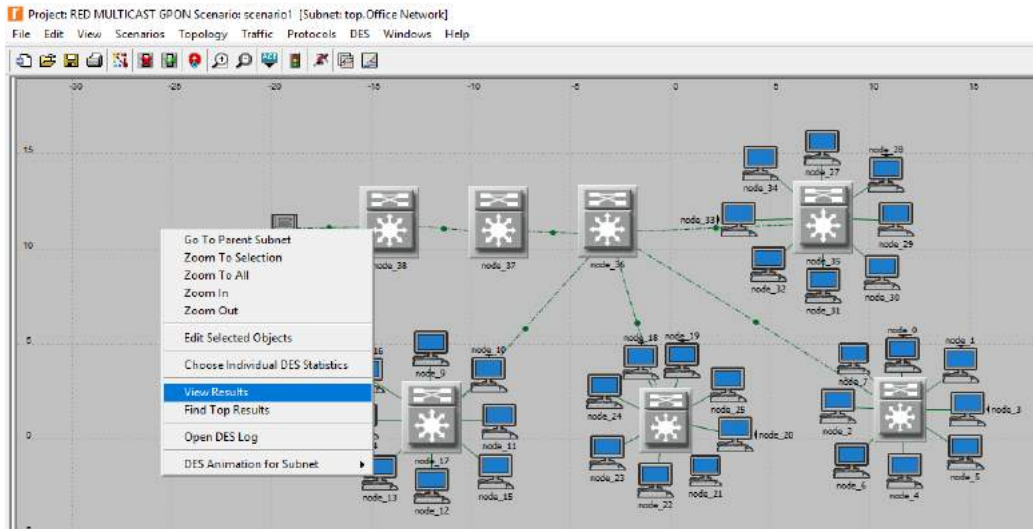 Project: RED MULTICAST GPON Scenario: scenario1 [Subnet: top.Office Network]
File Edit View Scenarios Topology Traffic Protocols DES Windows Help
-30 -25 -20 -15 -10 -5 0 5 10 15
15
node_28
node_27
node_34
node_33
node_29
10
Go To Parent Subnet
Zoom To Selection
node_38 node_37 node_36 node_35
Zoom To All
node_32 node_30
Zoom In
node_31
Zoom Out
5
Edit Selected Objects
node_18 node_19 node_0 node_1
Choose Individual DES Statistics
16 node_10
node_9
node_7
View Results
Find Top Results
node_24 node_25 node_2 node_3
0
Open DES Log
4 node_11 node_20
DES Animation for Subnet
node_17
node_23 node_21 node_6 node_5
node_13 node_15
node_12 node_22 node_4